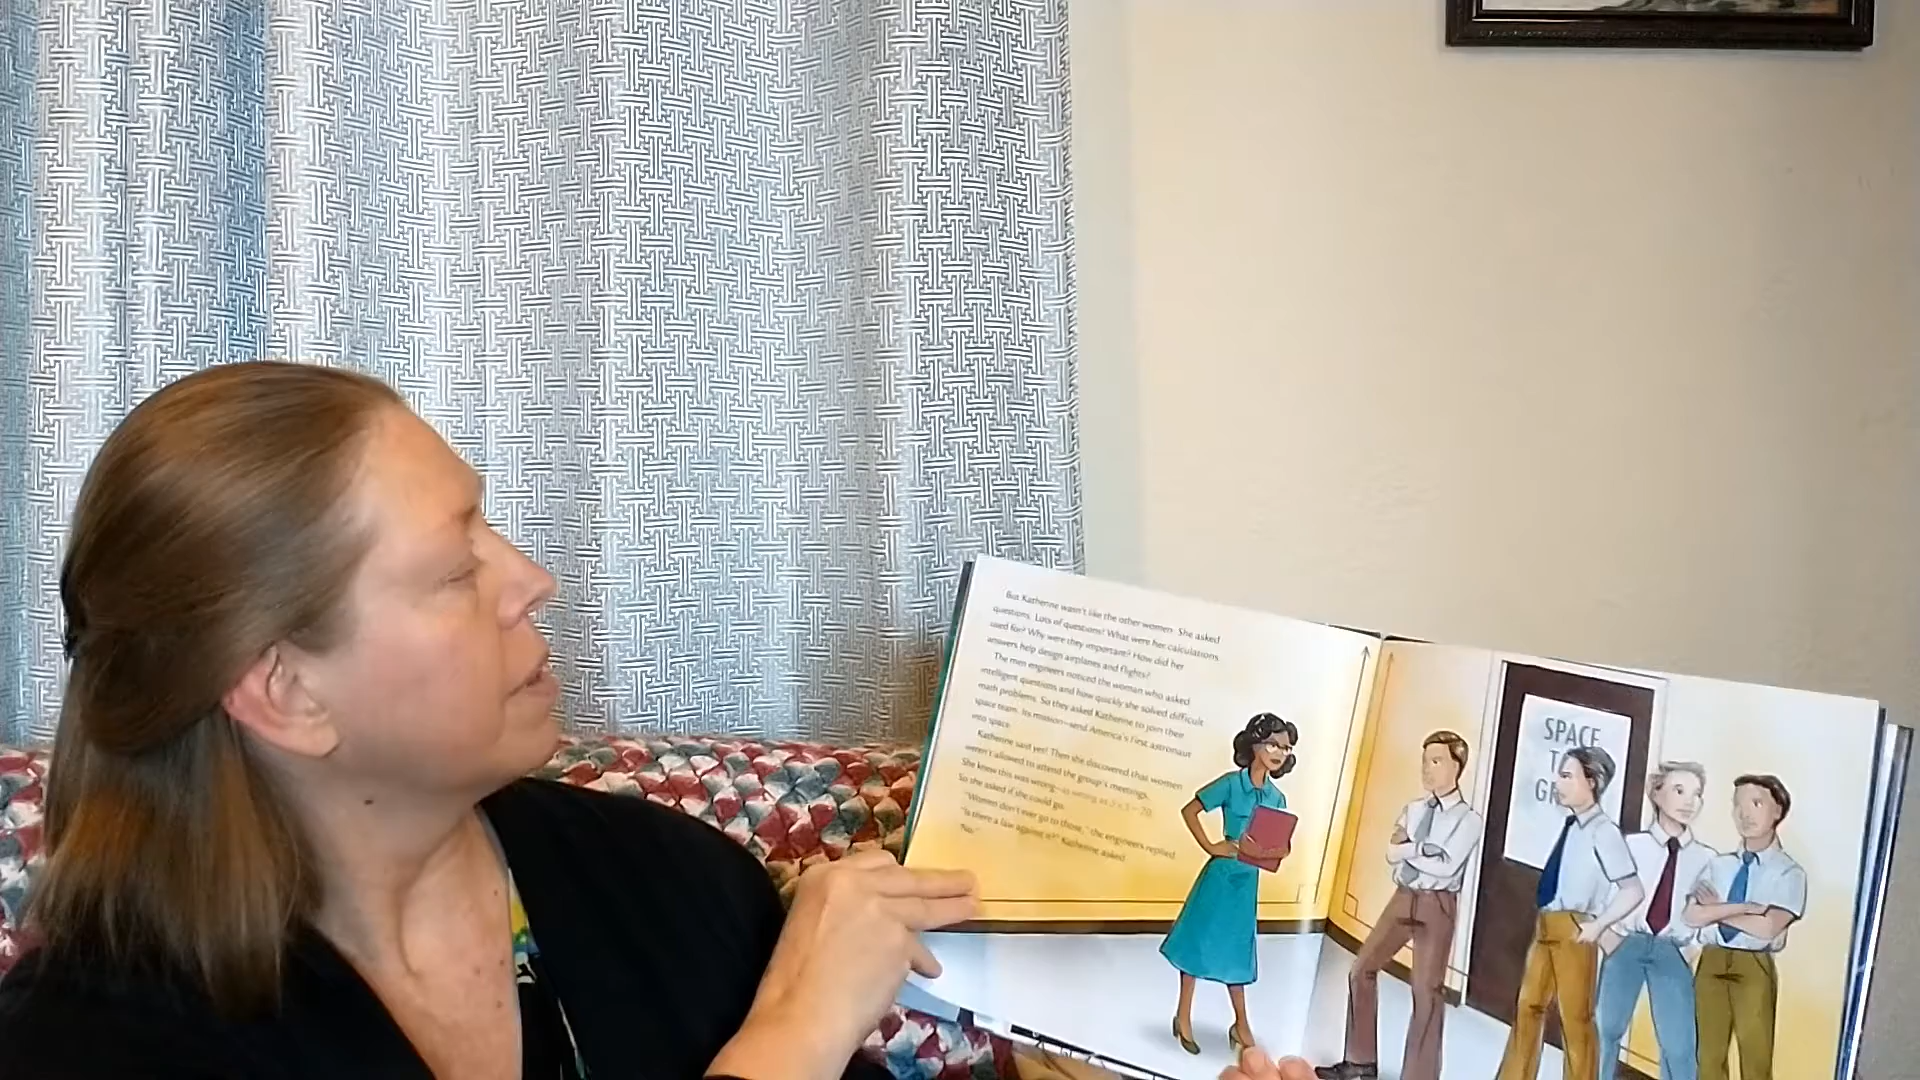 But Katherine wasn't like the other women. She asked
questions. Lots of questions! What were her calculations
used for? Why were they important? How did her
answers help design airplanes and flights?
The men engineers noticed the woman who asked
intelligent questions and how quickly she solved difficult
math problems. So they asked Katherine to join their
space team. Its mission—send America's first astronaut
into space.
Katherine said yes! Then she discovered that women
weren't allowed to attend the group's meetings.
She knew this was wrong—as wrong as 5 x 5 = 20.
So she asked if she could go.
"Women don't ever go to those," the engineers replied.
"Is there a law against it?" Katherine asked.
"No."
SPACE
T
GR